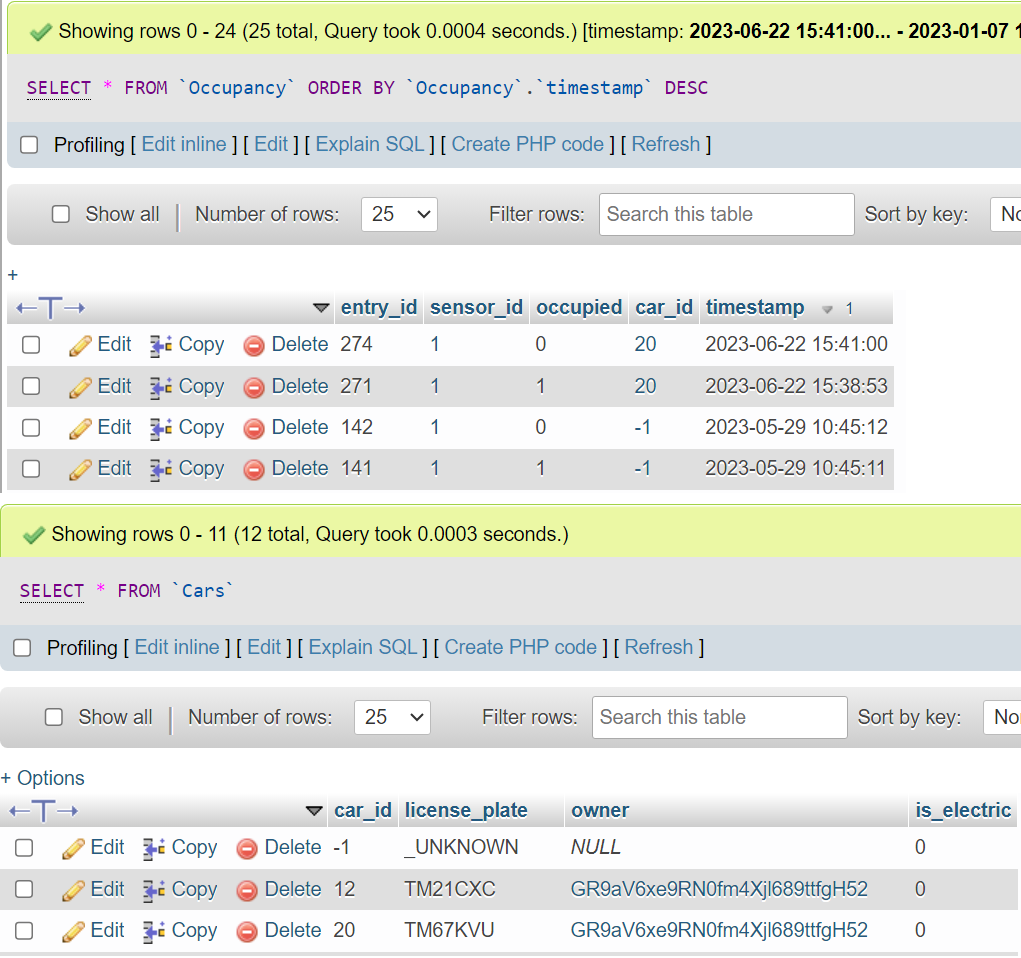 Showing rows 0 - 24 (25 total, Query took 0.0004 seconds.) [timestamp: 2023-06-22 15:41:00... - 2023-01-07 1
SELECT * FROM `Occupancy` ORDER BY `Occupancy`.`timestamp` DESC
Profiling [ Edit inline ] [ Edit ] [ Explain SQL ] [ Create PHP code ] [ Refresh ]
Show all | Number of rows: 25 Filter rows: Search this table Sort by key: No
+
←T→ entry_id sensor_id occupied car_id timestamp 1
Edit Copy Delete 274 1 0 20 2023-06-22 15:41:00
Edit Copy Delete 271 1 1 20 2023-06-22 15:38:53
Edit Copy Delete 142 1 0 -1 2023-05-29 10:45:12
Edit Copy Delete 141 1 1 -1 2023-05-29 10:45:11
Showing rows 0 - 11 (12 total, Query took 0.0003 seconds.)
SELECT * FROM `Cars`
Profiling [ Edit inline ] [ Edit ] [ Explain SQL ] [ Create PHP code ] [ Refresh ]
Show all | Number of rows: 25 Filter rows: Search this table Sort by key: No
+ Options
←T→ car_id license_plate owner is_electric
Edit Copy Delete -1 _UNKNOWN NULL 0
Edit Copy Delete 12 TM21CXC GR9aV6xe9RN0fm4Xjl689ttfgH52 0
Edit Copy Delete 20 TM67KVU GR9aV6xe9RN0fm4Xjl689ttfgH52 0